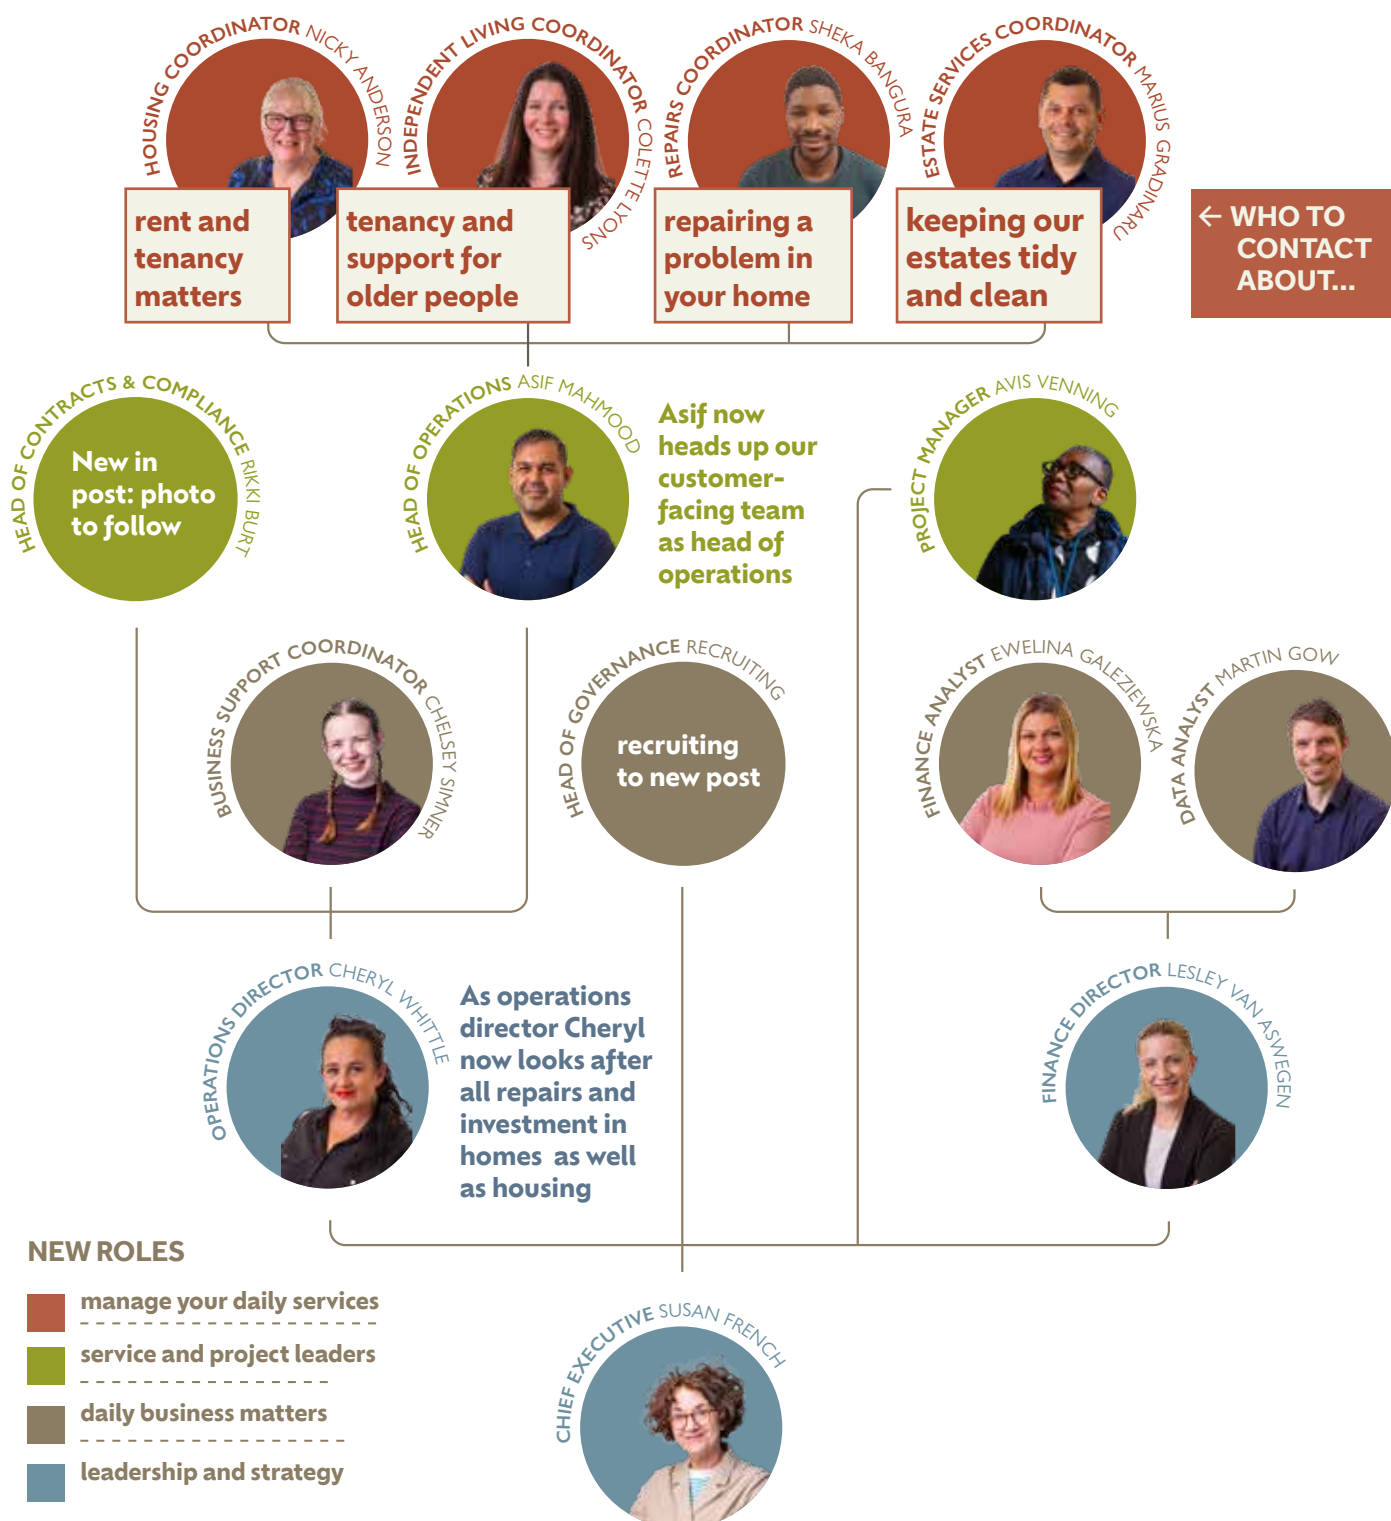 HOUSING COORDINATOR NICKY ANDERSON
INDEPENDENT LIVING COORDINATOR COLETTE LYONS
REPAIRS COORDINATOR SHEKA BANGURA
ESTATE SERVICES COORDINATOR MARIUS GRADINARU
rent and
tenancy
matters
tenancy and
support for
older people
repairing a
problem in
your home
keeping our
estates tidy
and clean
← WHO TO
CONTACT
ABOUT...
HEAD OF CONTRACTS & COMPLIANCE RIKKI BURT
New in
post: photo
to follow
HEAD OF OPERATIONS ASIF MAHMOOD
Asif now
heads up our
customer-
facing team
as head of
operations
PROJECT MANAGER AVIS VENNING
BUSINESS SUPPORT COORDINATOR CHELSEY SIMNER
HEAD OF GOVERNANCE RECRUITING
recruiting
to new post
FINANCE ANALYST EWELINA GALEZIEWSKA
DATA ANALYST MARTIN GOW
OPERATIONS DIRECTOR CHERYL WHITTLE
As operations
director Cheryl
now looks after
all repairs and
investment in
homes as well
as housing
FINANCE DIRECTOR LESLEY VAN ASWEGEN
NEW ROLES
manage your daily services
service and project leaders
daily business matters
leadership and strategy
CHIEF EXECUTIVE SUSAN FRENCH